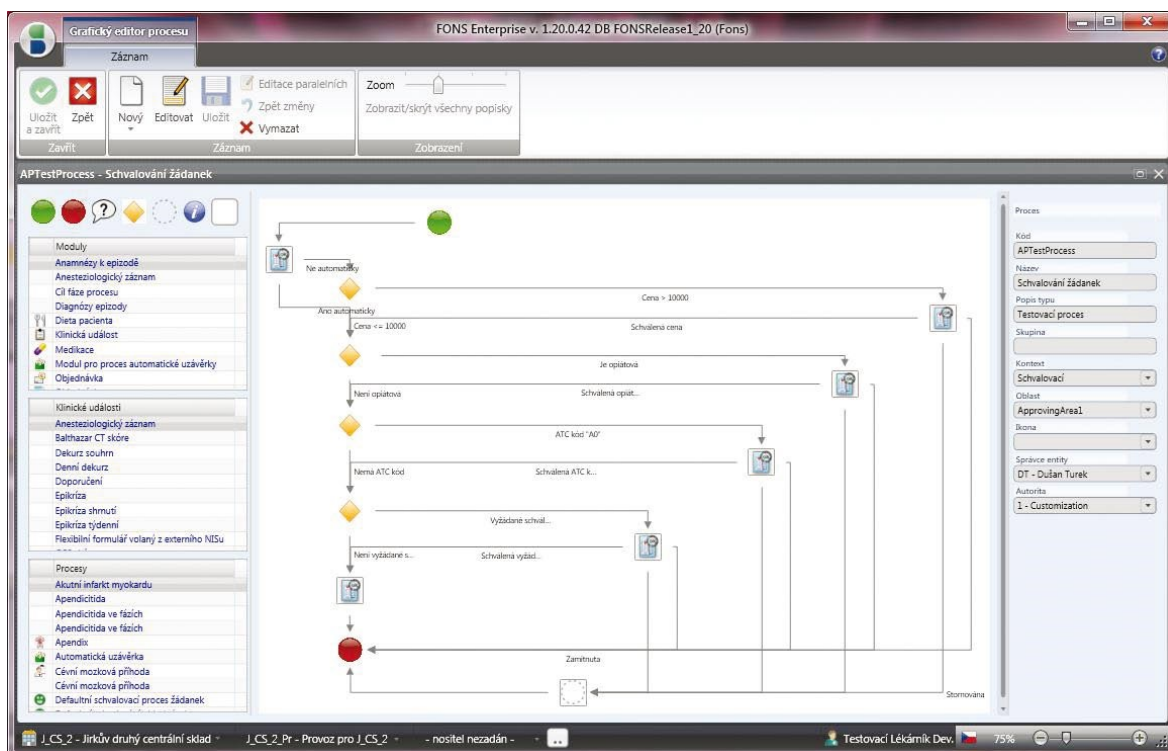 Grafický editor procesu
FONS Enterprise v. 1.20.0.42 DB FONSRelease1_20 (Fons)
Záznam
Uložit a zavřít
Zpět
Nový
Editovat
Uložit
Editace paralelních
Zpět změny
Vymazat
Zoom
Zobrazit/skrýt všechny popisky
Zavřít
Záznam
Zobrazení
APTestProcess - Schvalování žádanek
Moduly
Anamnézy k epizodě
Anesteziologický záznam
Cíl fáze procesu
Diagnózy epizody
Dieta pacienta
Klinická událost
Medikace
Modul pro proces automatické uzávěrky
Objednávka
Klinické události
Anesteziologický záznam
Balthazar CT skóre
Dekurz souhrn
Denní dekurz
Doporučení
Epikríza
Epikríza shrnutí
Epikríza týdenní
Flexibilní formulář volaný z externího NISu
Procesy
Akutní infarkt myokardu
Apendicitida
Apendicitida ve fázích
Apendicitida ve fázích
Apendix
Automatická uzávěrka
Cévní mozková příhoda
Cévní mozková příhoda
Defaultní schvalovací proces žádanek
Ne automaticky
Cena > 10000
Ano automaticky
Cena <= 10000
Schválená cena
Je opiátová
Není opiátová
Schválená opiát...
ATC kód "A0"
Nemá ATC kód
Schválená ATC k...
Vyžádané schvál...
Není vyžádané s...
Schválená vyžád...
Zamítnuta
Stornována
Proces
Kód
APTestProcess
Název
Schvalování žádanek
Popis typu
Testovací proces
Skupina
Kontext
Schvalovací
Oblast
ApprovingArea1
Ikona
Správce entity
DT - Dušan Turek
Autorita
1 - Customization
J_CS_2 - Jirkův druhý centrální sklad
J_CS_2_Pr - Provoz pro J_CS_2
- nositel nezadán -
..
Testovací Lékárník Dev.
75%